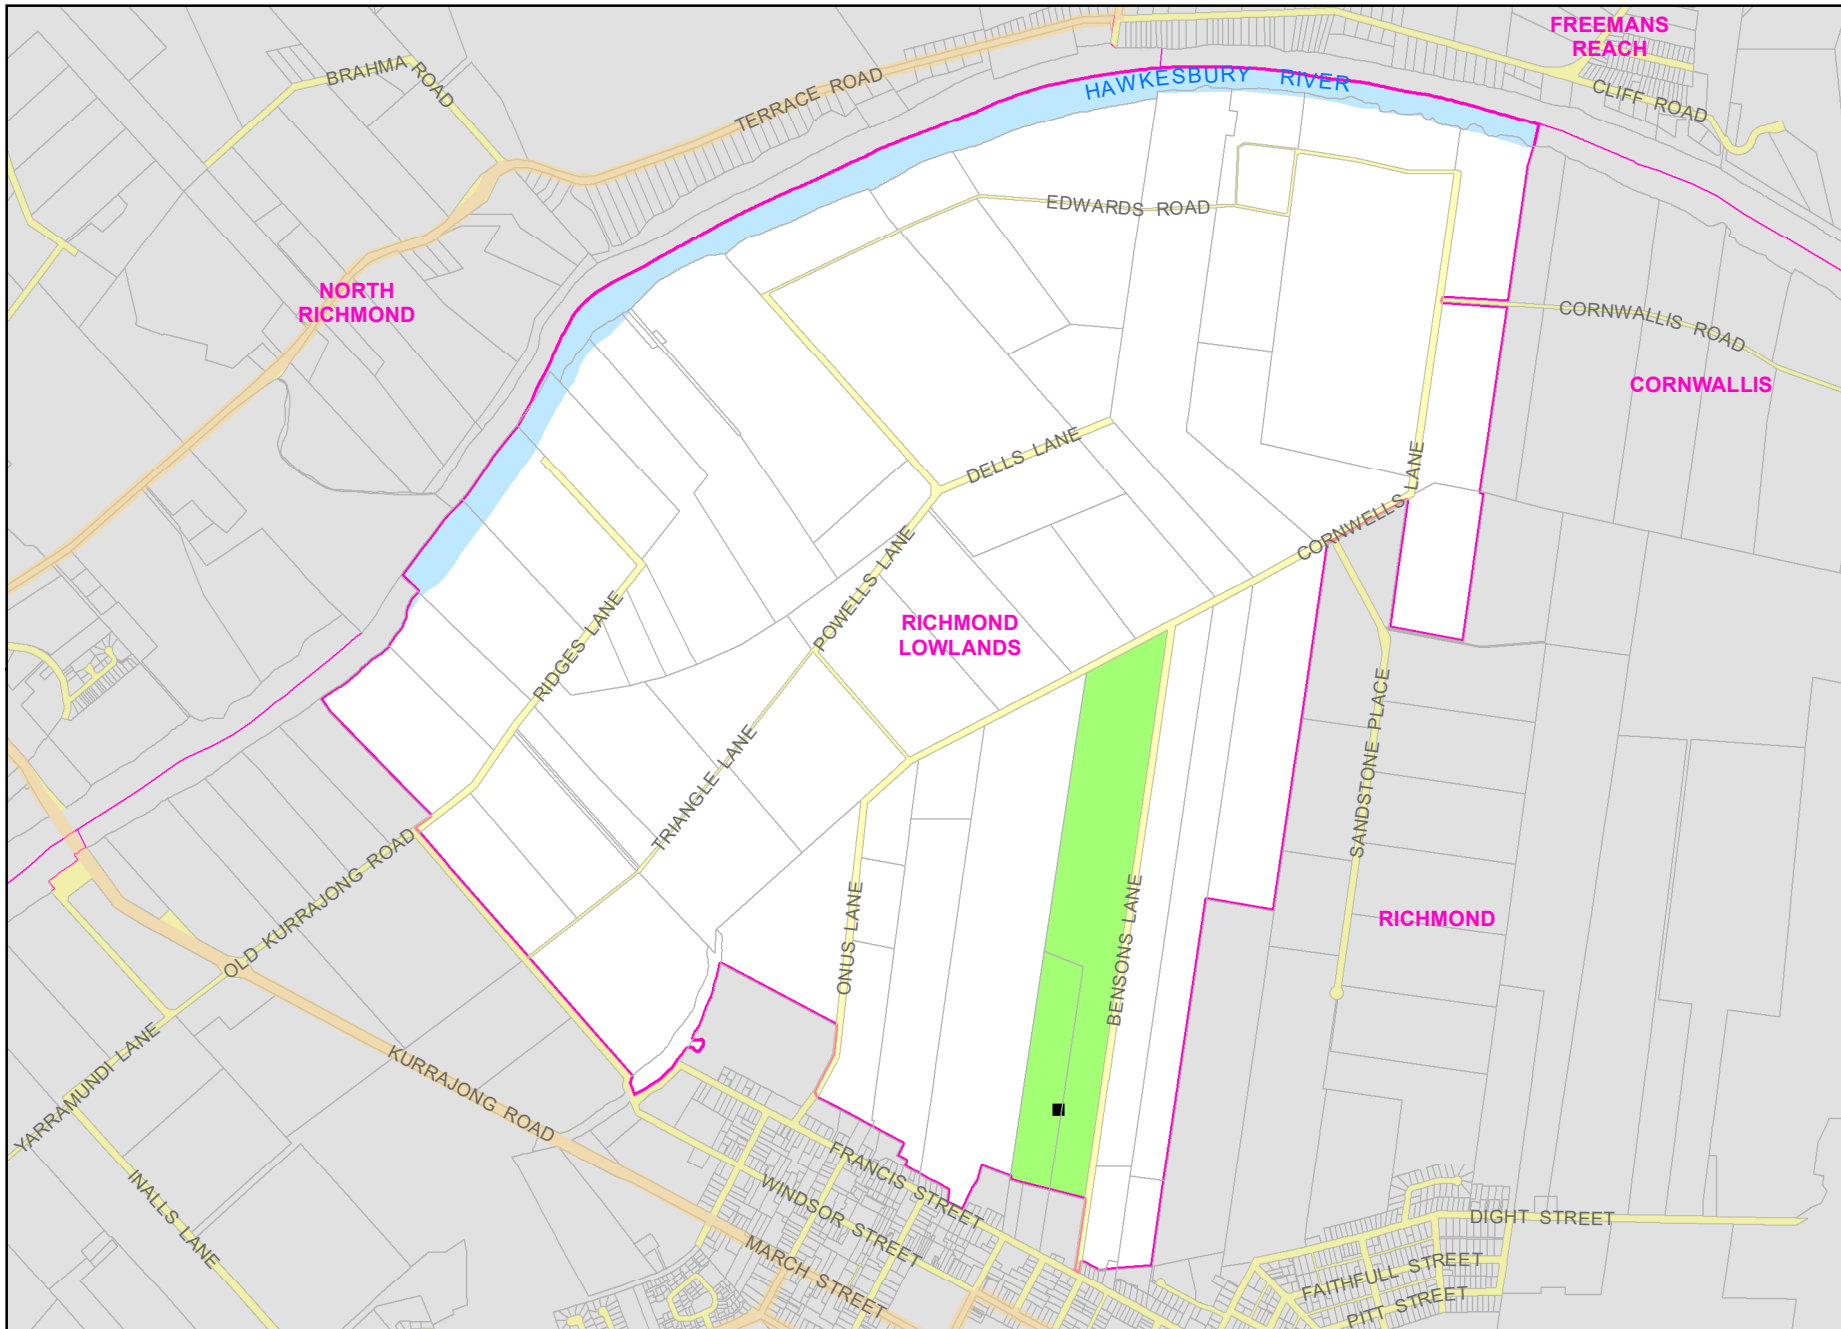 FREEMANS
REACH
BRAHMA ROAD
TERRACE ROAD
HAWKESBURY RIVER
CLIFF ROAD
EDWARDS ROAD
NORTH
RICHMOND
CORNWALLIS ROAD
CORNWALLIS
DELLS LANE
CORNWELLS LANE
POWELLS LANE
RICHMOND
LOWLANDS
RIDGES LANE
SANDSTONE PLACE
TRIANGLE LANE
OLD KURRAJONG ROAD
ONUS LANE
BENSONS LANE
RICHMOND
YARRAMUNDI LANE
KURRAJONG ROAD
INALLS LANE
FRANCIS STREET
WINDSOR STREET
MARCH STREET
DIGHT STREET
FAITHFULL STREET
PITT STREET